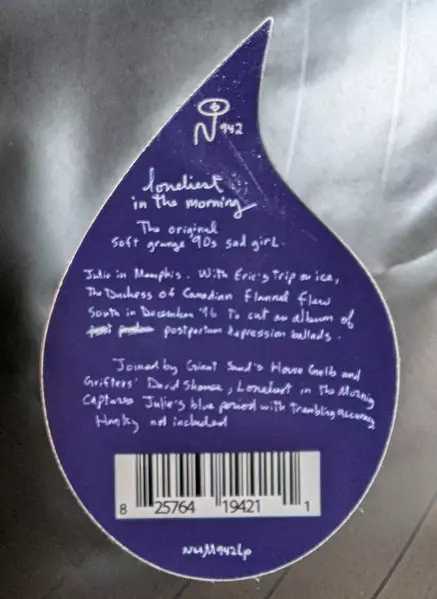 N 942
loneliest
in the morning
The original
soft grunge '90s sad girl.
Julie in Memphis. With Eric's Trip on ice,
The Duchess of Canadian Flannel flew
South in December '96 to cut an album of
postpartum depression ballads.
Joined by Giant Sand's Howe Gelb and
Grifters' David Shouse, Loneliest in the Morning
Captures Julie's blue period with trembling accuracy
Hanky not included
8 25764 19421 1
NUM942lp